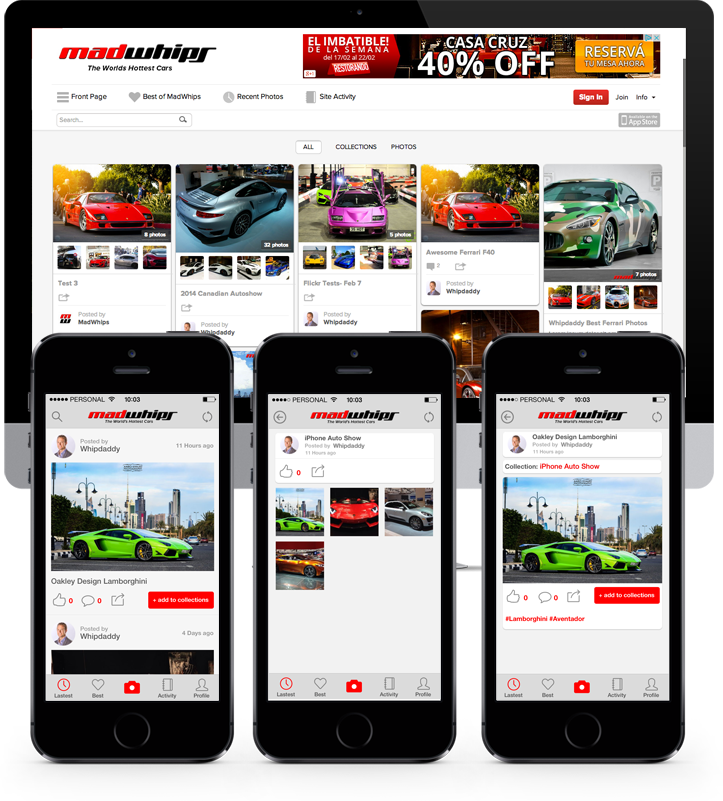 madwhips
The Worlds Hottest Cars
EL IMBATIBLE!
DE LA SEMANA
del 17/02 al 22/02
RESTORANDO
CASA CRUZ
40% OFF
RESERVÁ
TU MESA AHORA
Front Page
Best of MadWhips
Recent Photos
Site Activity
Sign In
Join
Info
Search...
Available on the
App Store
ALL
COLLECTIONS
PHOTOS
8 photos
Test 3
Posted by
MadWhips
32 photos
2014 Canadian Autoshow
Posted by
Whipdaddy
5 photos
Flickr Tests- Feb 7
Posted by
Whipdaddy
Awesome Ferrari F40
2
Posted by
Whipdaddy
7 photos
Whipdaddy Best Ferrari Photos
PERSONAL
10:03
madwhips
The World's Hottest Cars
Posted by
Whipdaddy
11 Hours ago
Oakley Design Lamborghini
0
0
+ add to collections
Posted by
Whipdaddy
4 Days ago
Lastest
Best
Activity
Profile
PERSONAL
10:03
madwhips
The World's Hottest Cars
iPhone Auto Show
Posted by Whipdaddy
11 Hours ago
0
Lastest
Best
Activity
Profile
PERSONAL
10:03
madwhips
The World's Hottest Cars
Oakley Design Lamborghini
Posted by Whipdaddy
11 Hours ago
Collection: iPhone Auto Show
0
0
+ add to collections
#Lamborghini #Aventador
Lastest
Best
Activity
Profile